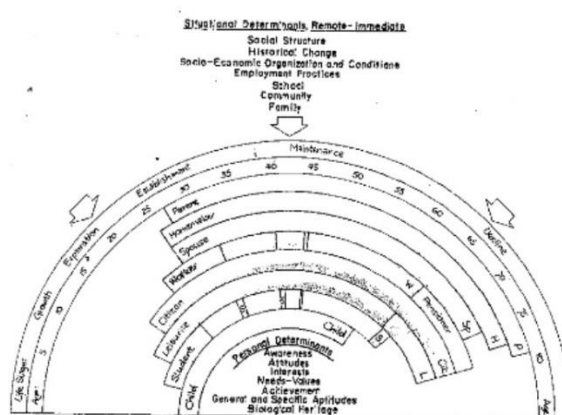 Situational Determinants, Remote-Immediate
Social Structure
Historical Change
Socio-Economic Organization and Conditions
Employment Practices
School
Community
Family
Maintenance
Establishment
Exploration
Growth
Decline
Life Stages
Age
5
10
15
20
25
30
35
40
45
50
55
60
65
70
75
80
Parent
Homemaker
Spouse
Worker
Citizen
Leisurite
Student
Child
Child
Pensioner
W
S
L
Cit
Sp
H
P
Personal Determinants
Awareness
Attitudes
Interests
Needs-Values
Achievement
General and Specific Aptitudes
Biological Heritage